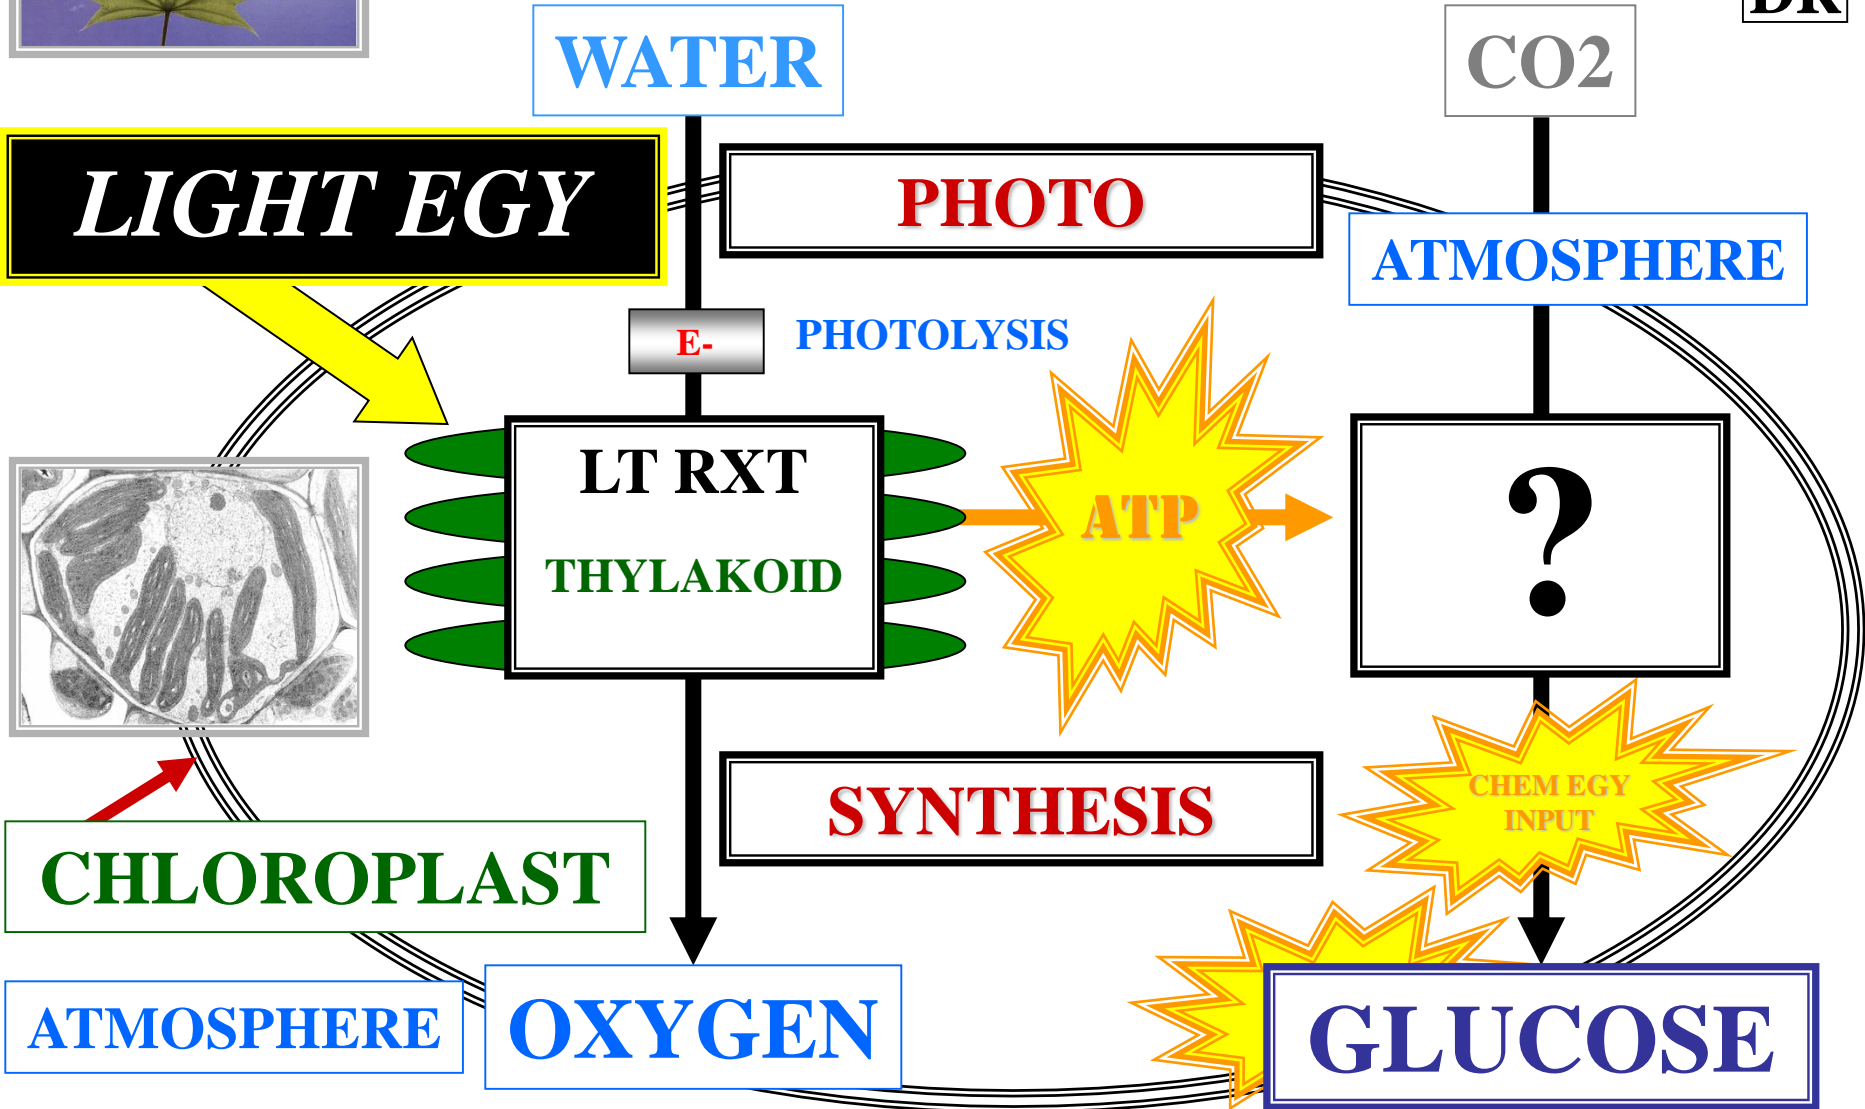 DR
WATER
CO2
LIGHT EGY
PHOTO
ATMOSPHERE
E-
PHOTOLYSIS
LT RXT
THYLAKOID
ATP
?
SYNTHESIS
CHEM EGY
INPUT
CHLOROPLAST
ATMOSPHERE
OXYGEN
GLUCOSE